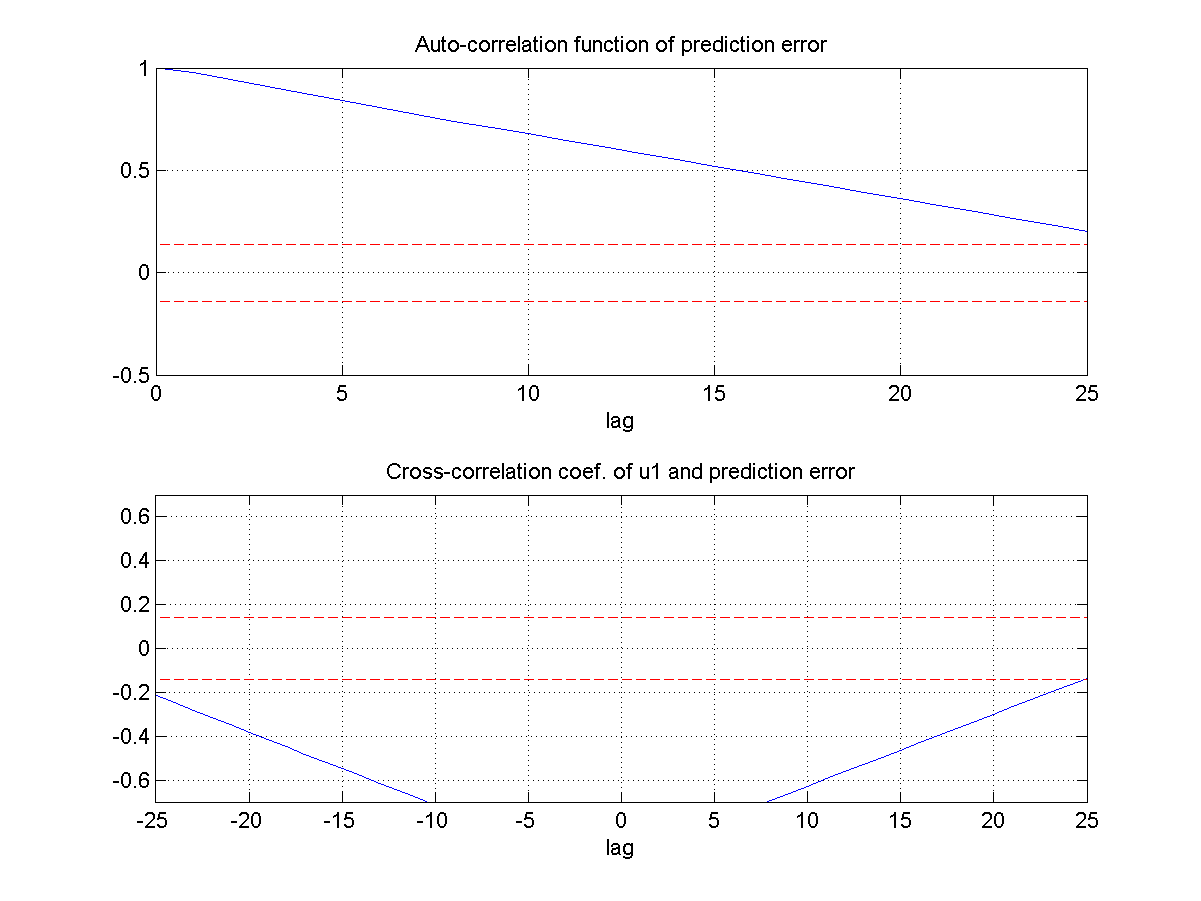 Auto-correlation function of prediction error
1
0.5
0
-0.5
0 5 10 15 20 25
lag
Cross-correlation coef. of u1 and prediction error
0.6
0.4
0.2
0
-0.2
-0.4
-0.6
-25 -20 -15 -10 -5 0 5 10 15 20 25
lag